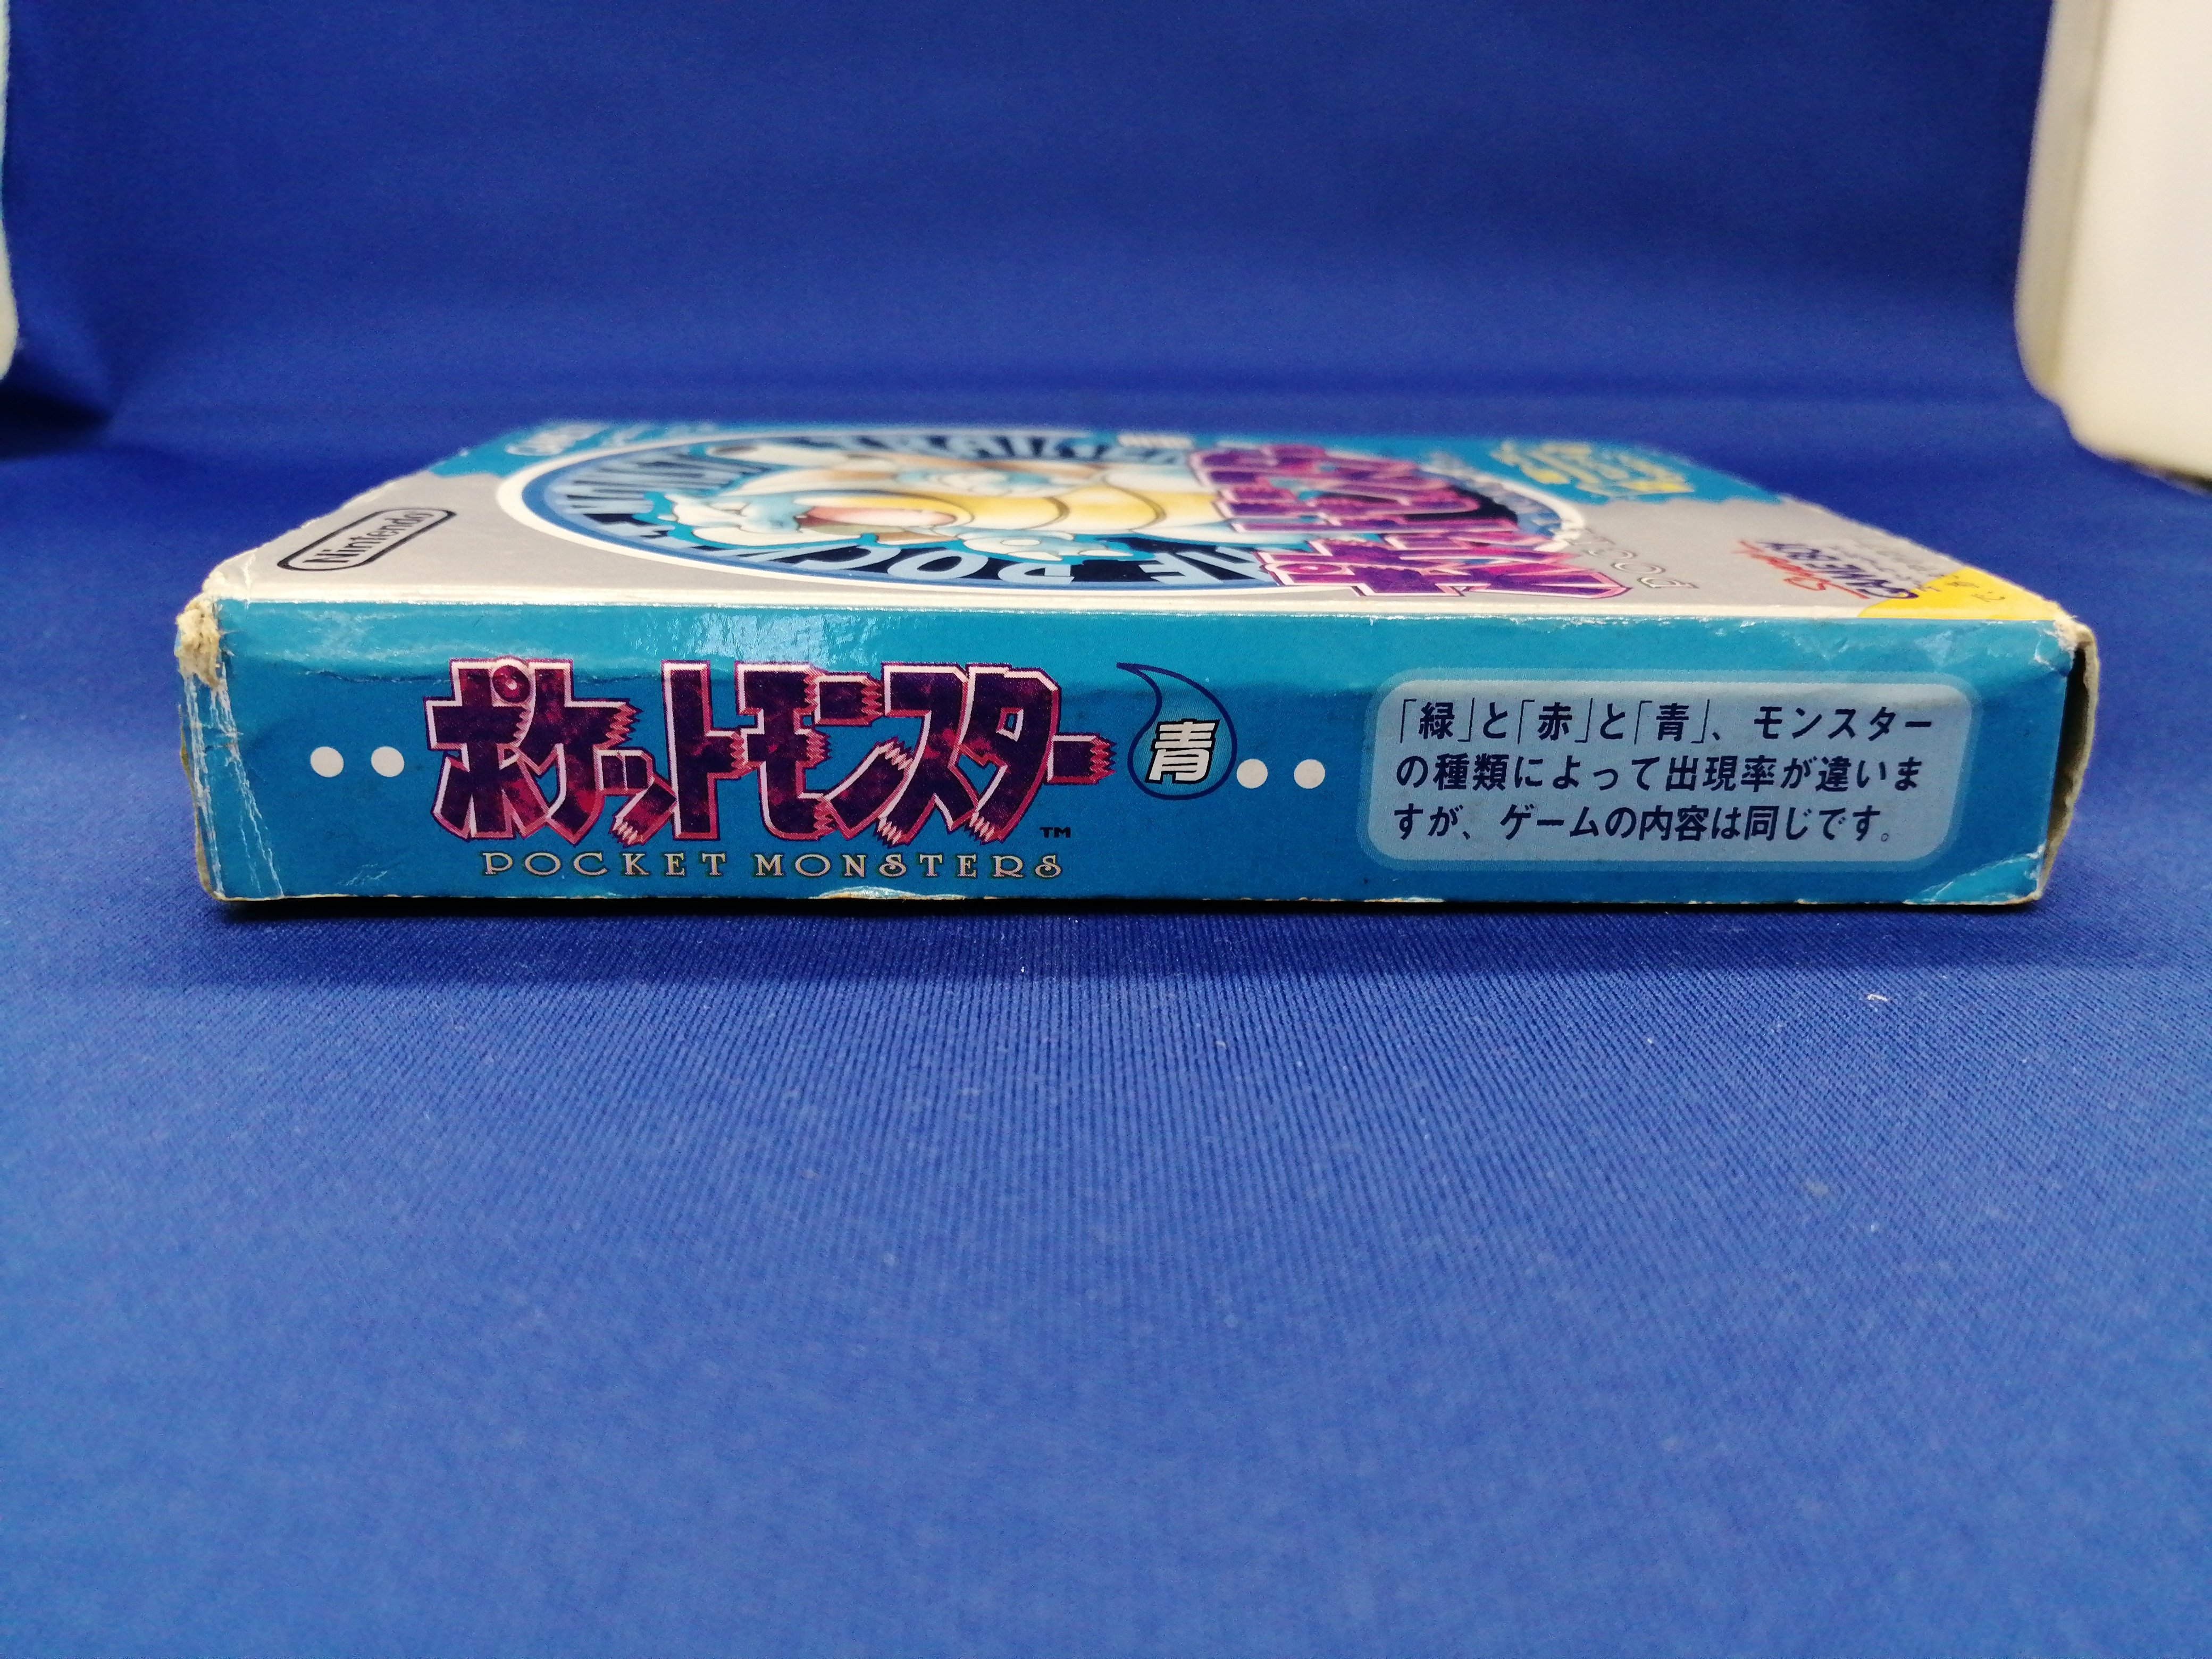 Nintendo
ポケットモンスター 青
TM
POCKET MONSTERS
「緑」と「赤」と「青」、モンスター
の種類によって出現率が違いま
すが、ゲームの内容は同じです。